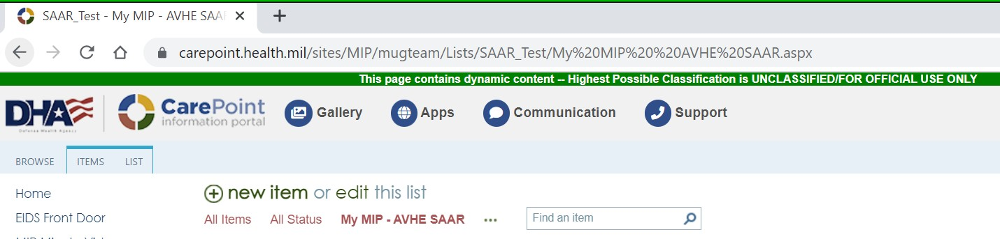 SAAR_Test - My MIP - AVHE SAA
carepoint.health.mil/sites/MIP/mugteam/Lists/SAAR_Test/My%20MIP%20%20AVHE%20SAAR.aspx
This page contains dynamic content -- Highest Possible Classification is UNCLASSIFIED/FOR OFFICIAL USE ONLY
DHA
Defense Health Agency
CarePoint
information portal
Gallery Apps Communication Support
BROWSE ITEMS LIST
Home
EIDS Front Door
new item or edit this list
All Items All Status My MIP - AVHE SAAR ...
Find an item